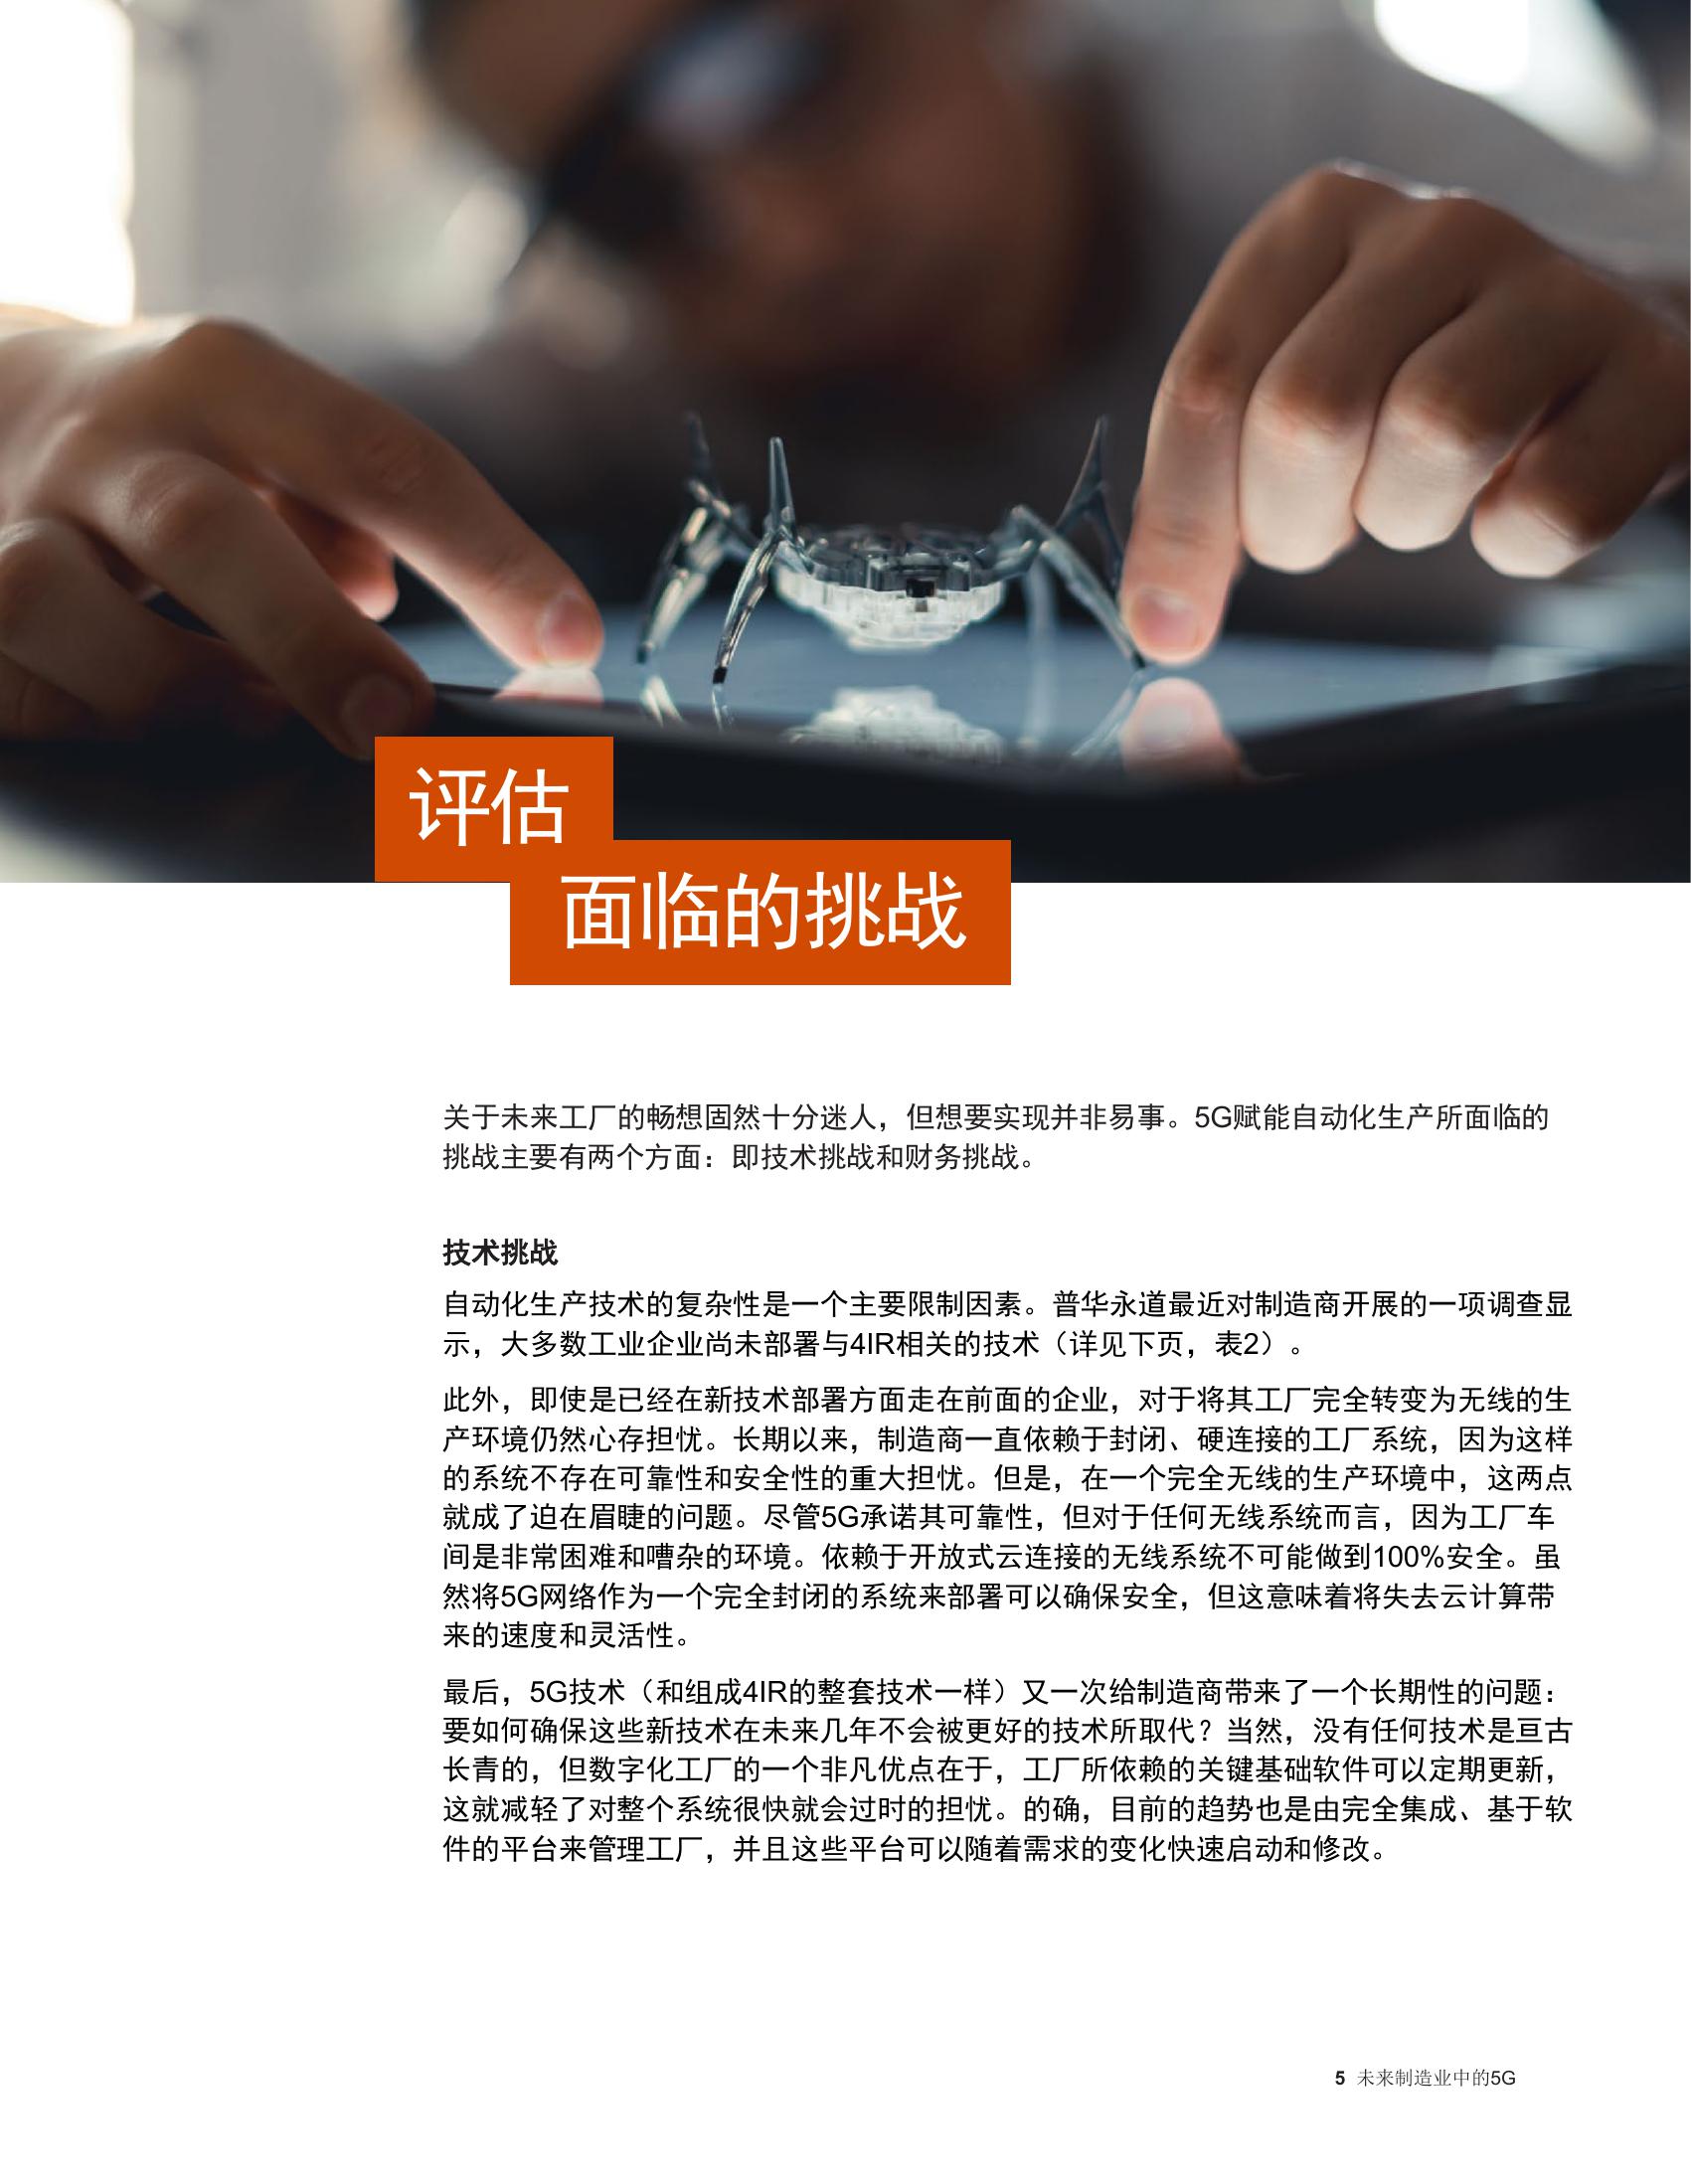 评估
面临的挑战
关于未来工厂的畅想固然十分迷人，但想要实现并非易事。5G赋能自动化生产所面临的
挑战主要有两个方面：即技术挑战和财务挑战。
技术挑战
自动化生产技术的复杂性是一个主要限制因素。普华永道最近对制造商开展的一项调查显
示，大多数工业企业尚未部署与4IR相关的技术（详见下页，表2）。
此外，即使是已经在新技术部署方面走在前面的企业，对于将其工厂完全转变为无线的生
产环境仍然心存担忧。长期以来，制造商一直依赖于封闭、硬连接的工厂系统，因为这样
的系统不存在可靠性和安全性的重大担忧。但是，在一个完全无线的生产环境中，这两点
就成了迫在眉睫的问题。尽管5G承诺其可靠性，但对于任何无线系统而言，因为工厂车
间是非常困难和嘈杂的环境。依赖于开放式云连接的无线系统不可能做到100%安全。虽
然将5G网络作为一个完全封闭的系统来部署可以确保安全，但这意味着将失去云计算带
来的速度和灵活性。
最后，5G技术（和组成4IR的整套技术一样）又一次给制造商带来了一个长期性的问题：
要如何确保这些新技术在未来几年不会被更好的技术所取代？当然，没有任何技术是亘古
长青的，但数字化工厂的一个非凡优点在于，工厂所依赖的关键基础软件可以定期更新，
这就减轻了对整个系统很快就会过时的担忧。的确，目前的趋势也是由完全集成、基于软
件的平台来管理工厂，并且这些平台可以随着需求的变化快速启动和修改。
5 未来制造业中的5G